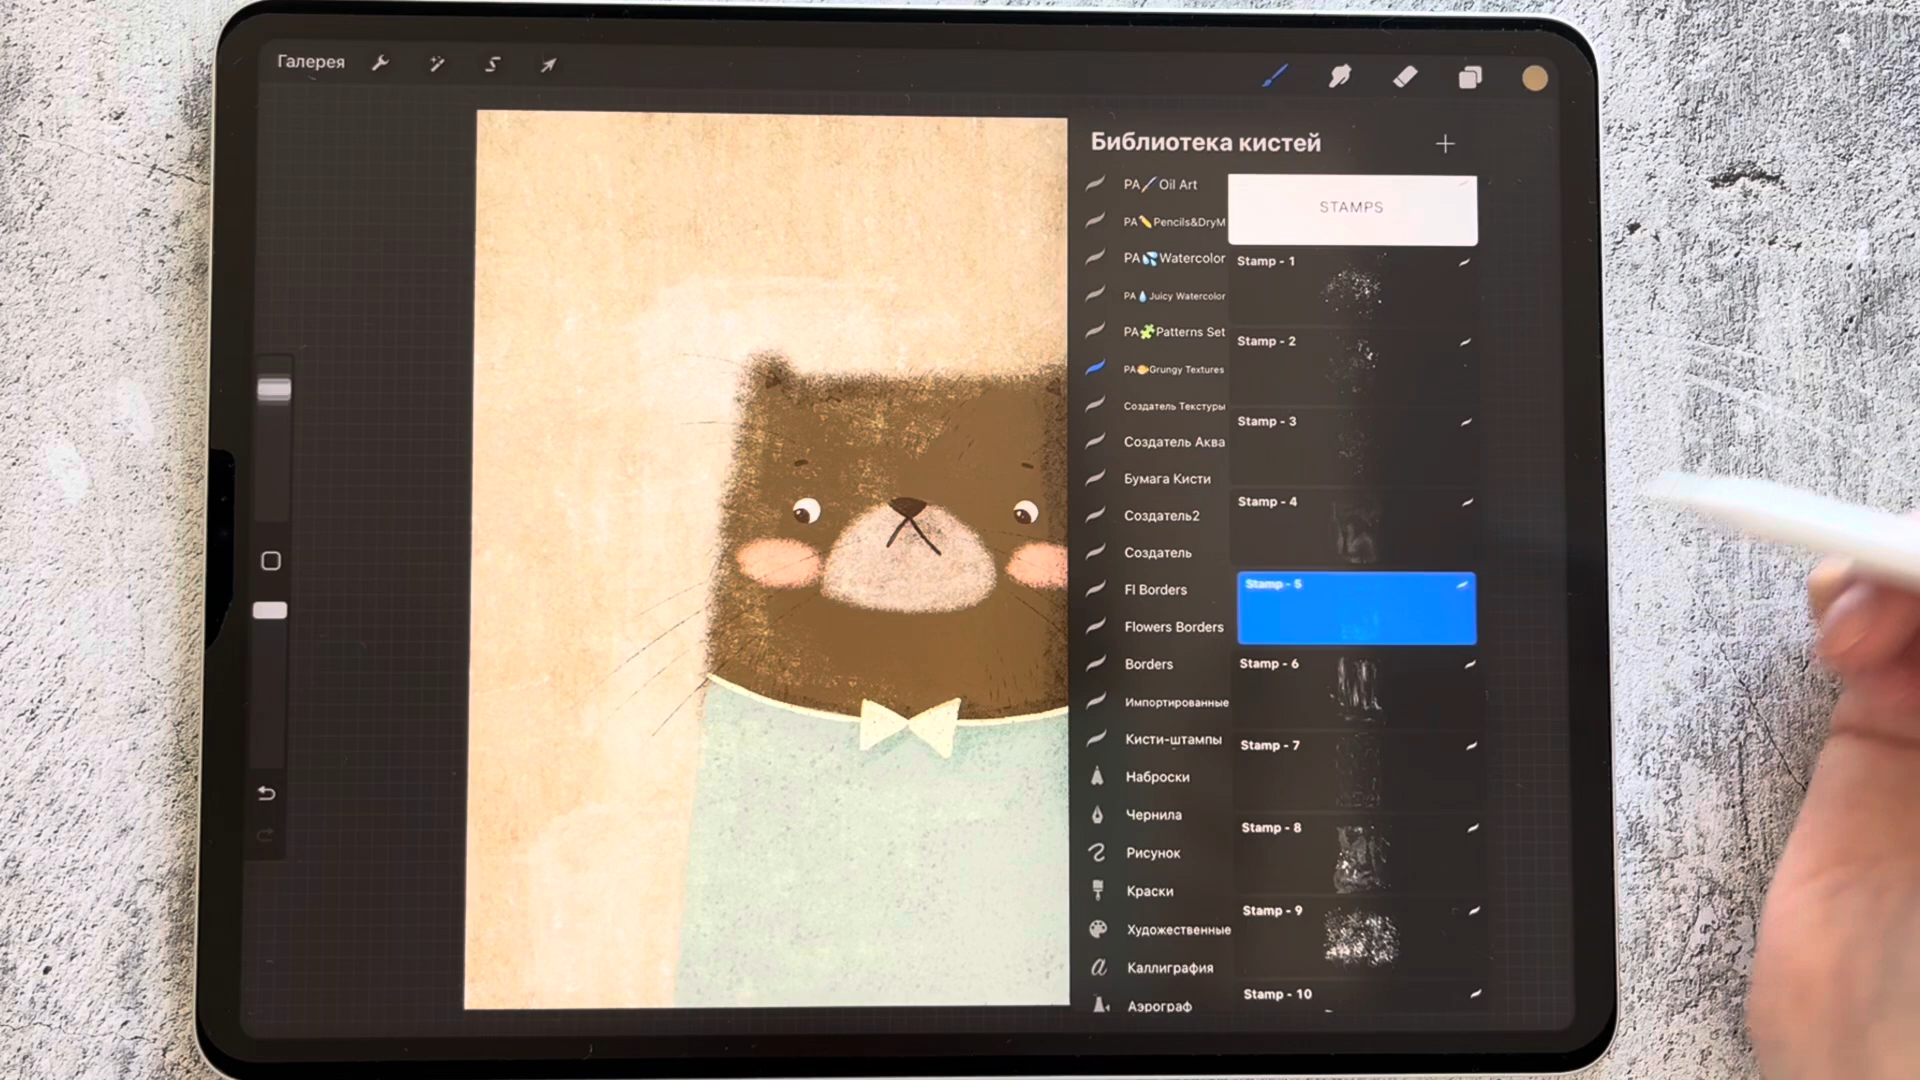 Галерея
Библиотека кистей
PA🖌️Oil Art
PA✏️Pencils&DryM
PA💦Watercolor
PA💧Juicy Watercolor
PA🧩Patterns Set
PA🐡Grungy Textures
Создатель Текстуры
Создатель Аква
Бумага Кисти
Создатель2
Создатель
Fl Borders
Flowers Borders
Borders
Импортированные
Кисти-штампы
Наброски
Чернила
Рисунок
Краски
Художественные
Каллиграфия
Аэрограф
STAMPS
Stamp - 1
Stamp - 2
Stamp - 3
Stamp - 4
Stamp - 5
Stamp - 6
Stamp - 7
Stamp - 8
Stamp - 9
Stamp - 10